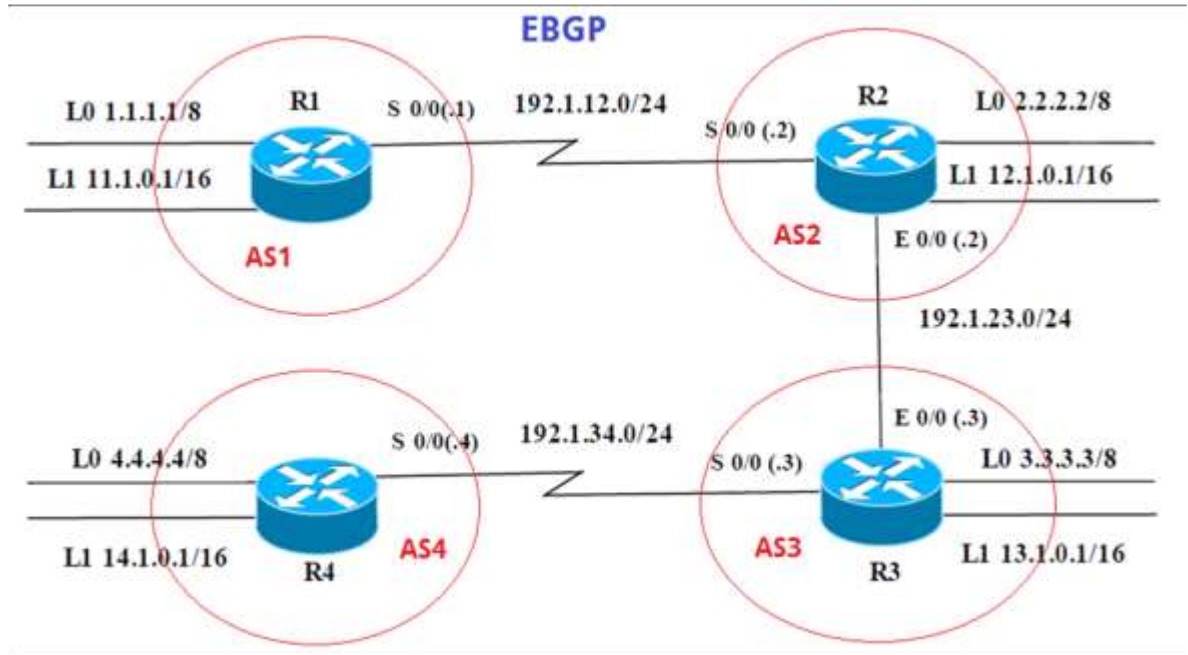 EBGP
R1
S 0/0(.1)
192.1.12.0/24
R2
L0 1.1.1.1/8
L0 2.2.2.2/8
S 0/0 (.2)
L1 11.1.0.1/16
L1 12.1.0.1/16
AS1
AS2
E 0/0 (.2)
192.1.23.0/24
E 0/0 (.3)
S 0/0(.4)
192.1.34.0/24
L0 4.4.4.4/8
S 0/0 (.3)
L0 3.3.3.3/8
L1 14.1.0.1/16
R4
AS4
AS3
R3
L1 13.1.0.1/16